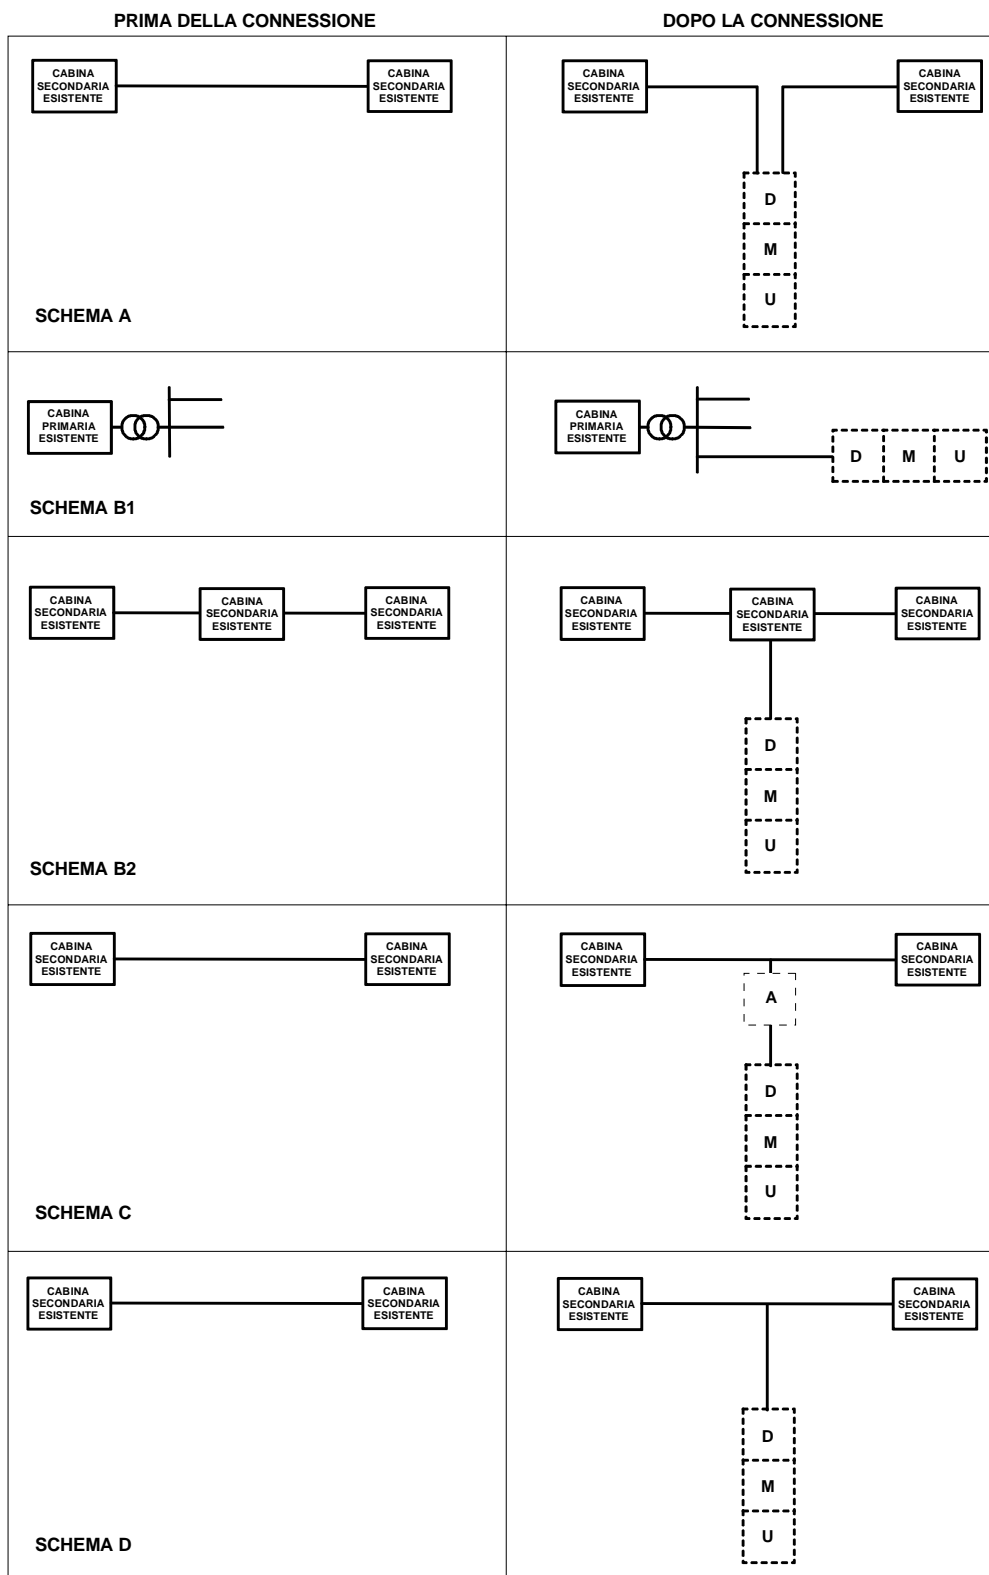 PRIMA DELLA CONNESSIONE
DOPO LA CONNESSIONE
CABINA
SECONDARIA
ESISTENTE
CABINA
SECONDARIA
ESISTENTE
SCHEMA A
CABINA
SECONDARIA
ESISTENTE
CABINA
SECONDARIA
ESISTENTE
D
M
U
CABINA
PRIMARIA
ESISTENTE
SCHEMA B1
CABINA
PRIMARIA
ESISTENTE
D M U
CABINA
SECONDARIA
ESISTENTE
CABINA
SECONDARIA
ESISTENTE
CABINA
SECONDARIA
ESISTENTE
SCHEMA B2
CABINA
SECONDARIA
ESISTENTE
CABINA
SECONDARIA
ESISTENTE
CABINA
SECONDARIA
ESISTENTE
D
M
U
CABINA
SECONDARIA
ESISTENTE
CABINA
SECONDARIA
ESISTENTE
SCHEMA C
CABINA
SECONDARIA
ESISTENTE
CABINA
SECONDARIA
ESISTENTE
A
D
M
U
CABINA
SECONDARIA
ESISTENTE
CABINA
SECONDARIA
ESISTENTE
SCHEMA D
CABINA
SECONDARIA
ESISTENTE
CABINA
SECONDARIA
ESISTENTE
D
M
U